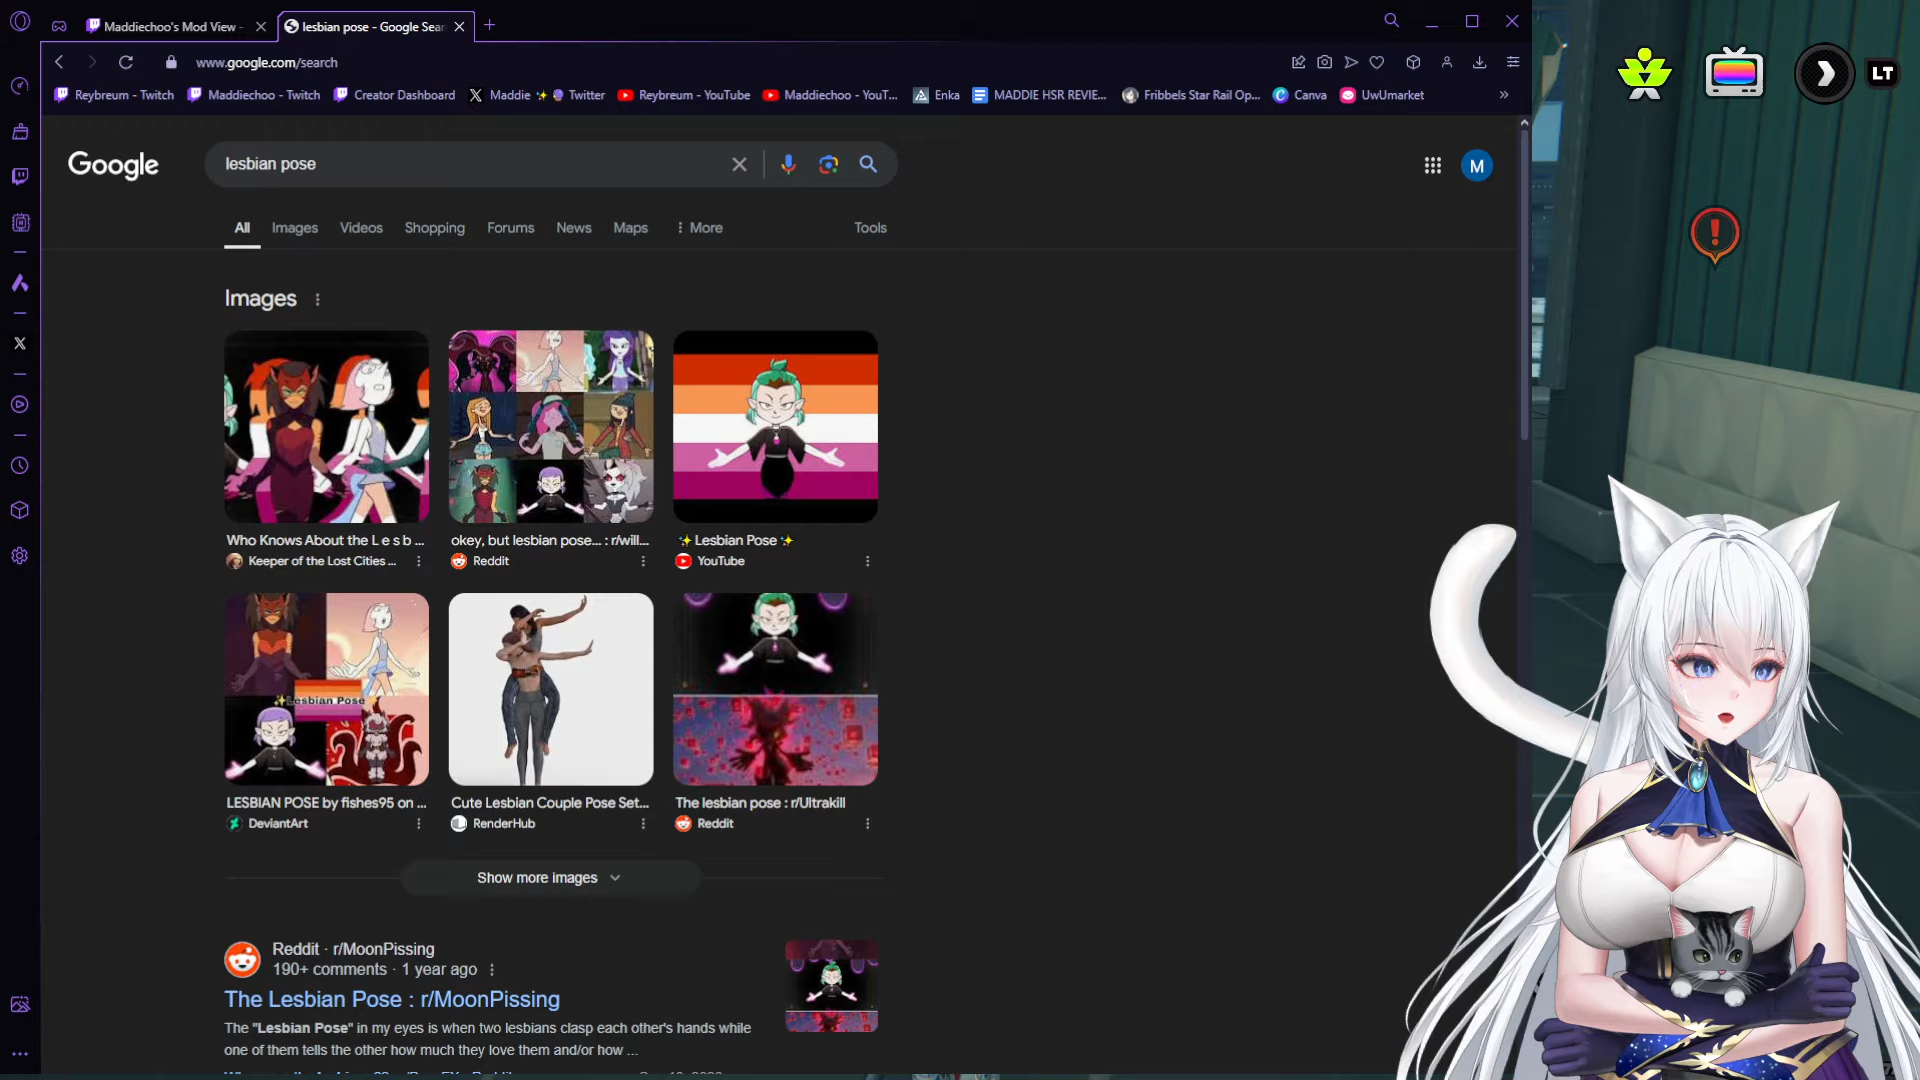 Maddiechoo's Mod View -
lesbian pose - Google Sear
www.google.com/search
Reybreum - Twitch
Maddiechoo - Twitch
Creator Dashboard
Maddie ✨🔮 Twitter
Reybreum - YouTube
Maddiechoo - YouT...
Enka
MADDIE HSR REVIE...
Fribbels Star Rail Op...
Canva
UwUmarket
LT
Google
lesbian pose
M
All
Images
Videos
Shopping
Forums
News
Maps
More
Tools
Images
Who Knows About the L e s b ...
Keeper of the Lost Cities ...
okey, but lesbian pose... : r/will...
Reddit
✨Lesbian Pose✨
YouTube
✨Lesbian Pose
LESBIAN POSE by fishes95 on ...
DeviantArt
Cute Lesbian Couple Pose Set...
RenderHub
The lesbian pose : r/Ultrakill
Reddit
Show more images
Reddit · r/MoonPissing
190+ comments · 1 year ago
The Lesbian Pose : r/MoonPissing
The "Lesbian Pose" in my eyes is when two lesbians clasp each other's hands while
one of them tells the other how much they love them and/or how ...